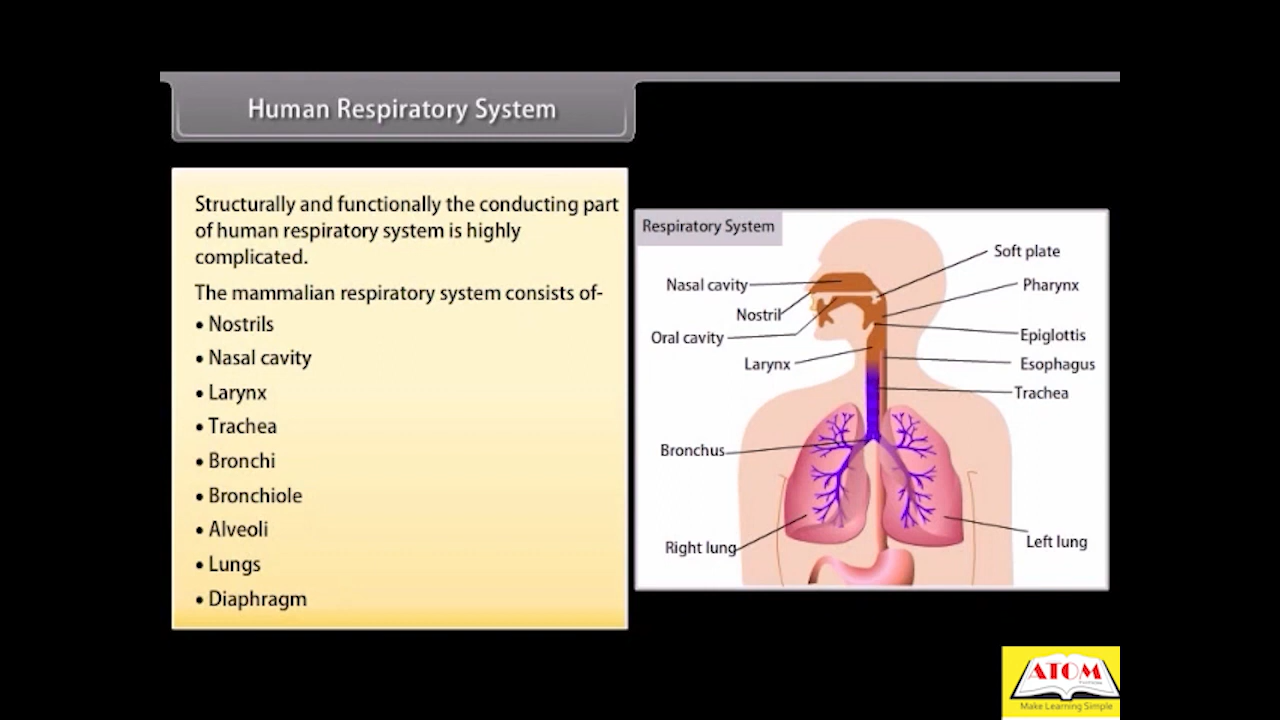 Human Respiratory System
Structurally and functionally the conducting part
of human respiratory system is highly
complicated.
The mammalian respiratory system consists of-
• Nostrils
• Nasal cavity
• Larynx
• Trachea
• Bronchi
• Bronchiole
• Alveoli
• Lungs
• Diaphragm
Respiratory System
Soft plate
Nasal cavity
Pharynx
Nostril
Oral cavity
Epiglottis
Larynx
Esophagus
Trachea
Bronchus
Right lung
Left lung
ATOM
Make Learning Simple